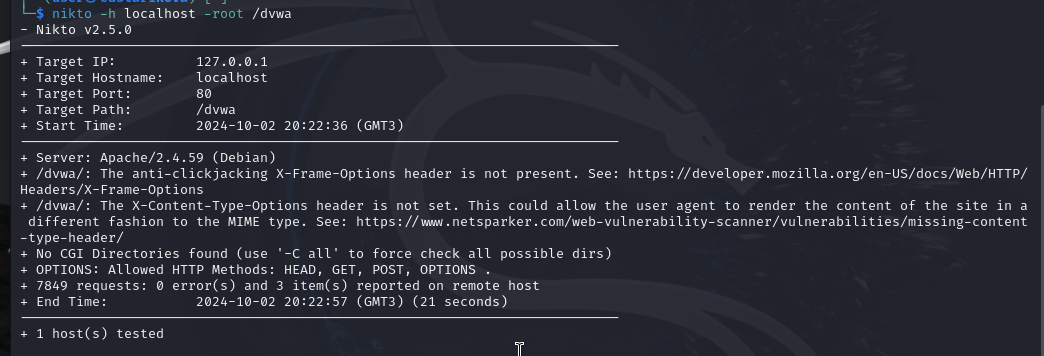 └─$ nikto -h localhost -root /dvwa
- Nikto v2.5.0
+ Target IP:          127.0.0.1
+ Target Hostname:    localhost
+ Target Port:        80
+ Target Path:        /dvwa
+ Start Time:         2024-10-02 20:22:36 (GMT3)
+ Server: Apache/2.4.59 (Debian)
+ /dvwa/: The anti-clickjacking X-Frame-Options header is not present. See: https://developer.mozilla.org/en-US/docs/Web/HTTP/
Headers/X-Frame-Options
+ /dvwa/: The X-Content-Type-Options header is not set. This could allow the user agent to render the content of the site in a
different fashion to the MIME type. See: https://www.netsparker.com/web-vulnerability-scanner/vulnerabilities/missing-content
-type-header/
+ No CGI Directories found (use '-C all' to force check all possible dirs)
+ OPTIONS: Allowed HTTP Methods: HEAD, GET, POST, OPTIONS .
+ 7849 requests: 0 error(s) and 3 item(s) reported on remote host
+ End Time:           2024-10-02 20:22:57 (GMT3) (21 seconds)
+ 1 host(s) tested